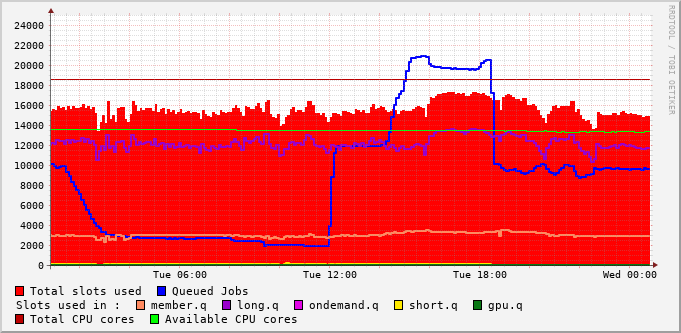 24000
22000
20000
18000
16000
14000
12000
10000
8000
6000
4000
2000
0
Tue 06:00 Tue 12:00 Tue 18:00 Wed 00:00
RRDTOOL / TOBI OETIKER
Total slots used Queued Jobs
Slots used in : member.q long.q ondemand.q short.q gpu.q
Total CPU cores Available CPU cores